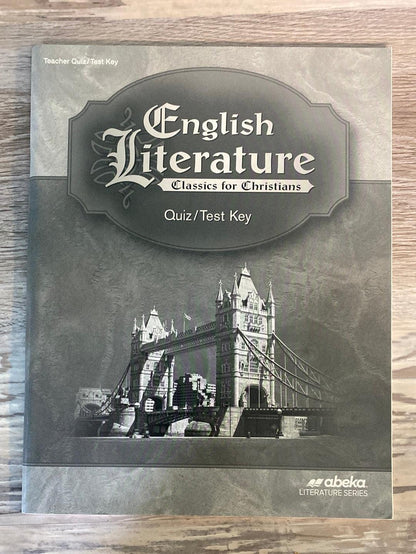 Teacher Quiz/Test Key
English
Literature
Classics for Christians
Quiz/Test Key
abeka
LITERATURE SERIES